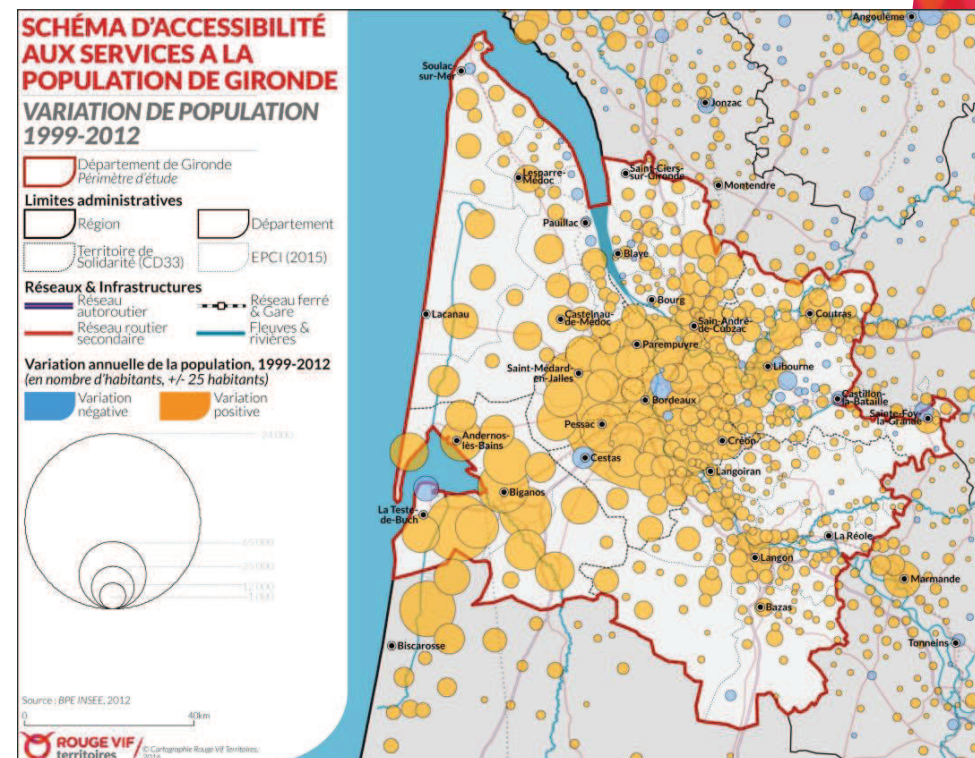 SCHÉMA D'ACCESSIBILITÉ
AUX SERVICES A LA
POPULATION DE GIRONDE
VARIATION DE POPULATION
1999-2012
Département de Gironde
Périmètre d'étude
Limites administratives
Région
Département
Territoire de
Solidarité (CD33)
EPCI (2015)
Réseaux & Infrastructures
Réseau
autoroutier
Réseau ferré
& Gare
Réseau routier
secondaire
Fleuves &
rivières
Variation annuelle de la population, 1999-2012
(en nombre d'habitants, +/- 25 habitants)
Variation
négative
Variation
positive
Source : BPE INSEE, 2012
0
40km
ROUGE VIF
territoires
© Cartographie Rouge Vif Territoires,
2016
Angoulême
Soulac-
sur-Mer
Jonzac
Lesparre-
Médoc
Saint-Ciers-
sur-Gironde
Montendre
Pauillac
Blaye
Bourg
Lacanau
Castelnau-
de-Médoc
Sain-André-
de-Cubzac
Coutras
Parempuyre
Saint-Médard-
en-Jalles
Libourne
Bordeaux
Castillon-
la-Bataille
Sainte-Foy-
la-Grande
Pessac
Andernos-
lès-Bains
Créon
Cestas
Langoiran
Biganos
La Teste-
de-Buch
La Réole
Langon
Marmande
Bazas
Biscarosse
Tonneins